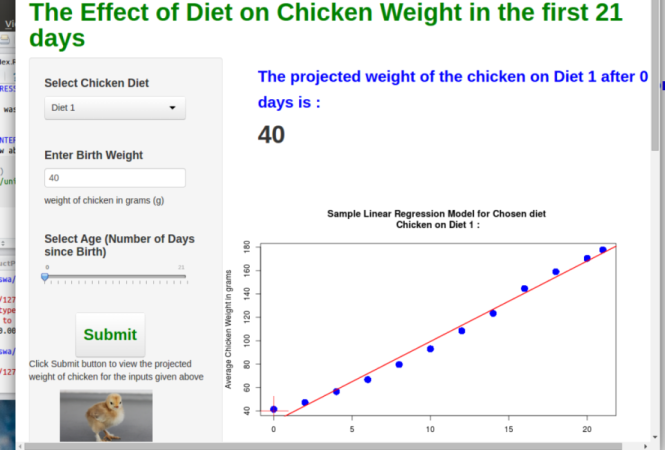 The Effect of Diet on Chicken Weight in the first 21
days
Select Chicken Diet
Diet 1
Enter Birth Weight
40
weight of chicken in grams (g)
Select Age (Number of Days
since Birth)
0
Submit
Click Submit button to view the projected
weight of chicken for the inputs given above
The projected weight of the chicken on Diet 1 after 0
days is :
40
Sample Linear Regression Model for Chosen diet
Chicken on Diet 1 :
Average Chicken Weight in grams
180
160
140
120
100
80
60
40
0 5 10 15 20